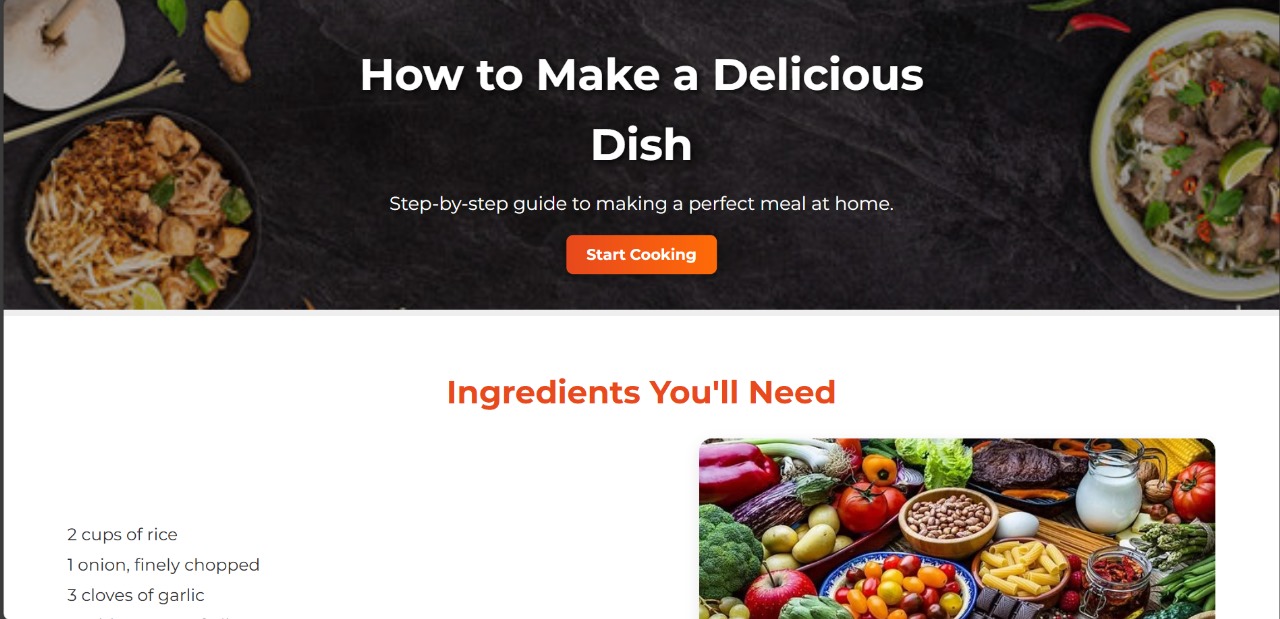 How to Make a Delicious
Dish
Step-by-step guide to making a perfect meal at home.
Start Cooking
Ingredients You'll Need
2 cups of rice
1 onion, finely chopped
3 cloves of garlic